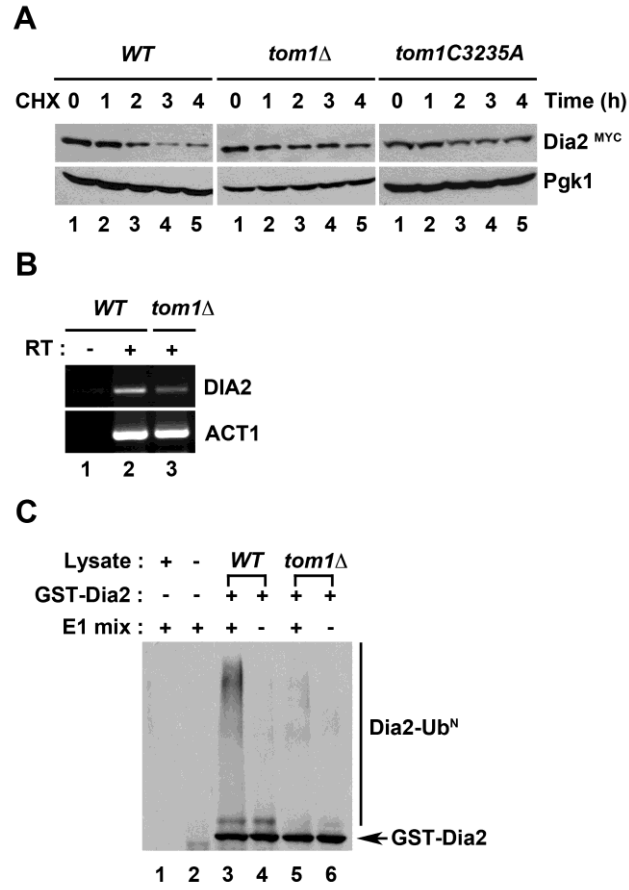 A
WT tom1Δ tom1C3235A
CHX 0 1 2 3 4 0 1 2 3 4 0 1 2 3 4 Time (h)
Dia2 MYC
Pgk1
1 2 3 4 5 1 2 3 4 5 1 2 3 4 5
B
WT tom1Δ
RT : - + +
DIA2
ACT1
1 2 3
C
Lysate : + - WT tom1Δ
GST-Dia2 : - - + + + +
E1 mix : + + + - + -
Dia2-Ubᴺ
GST-Dia2
1 2 3 4 5 6